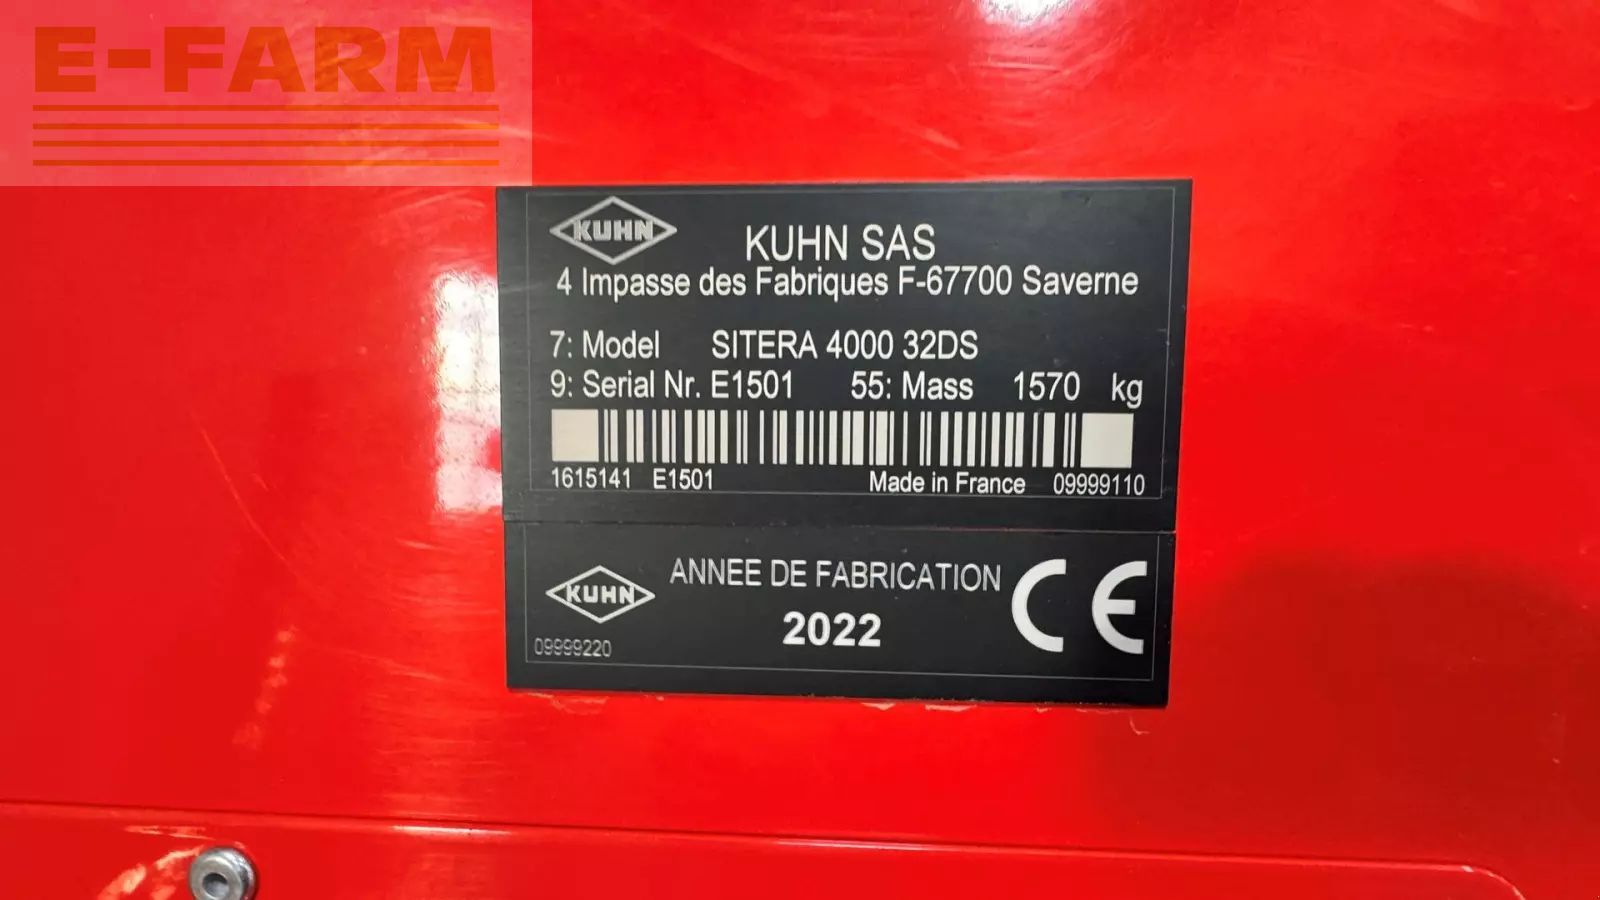 E-FARM
KUHN
KUHN SAS
4 Impasse des Fabriques F-67700 Saverne
7: Model SITERA 4000 32DS
9: Serial Nr. E1501 55: Mass 1570 kg
1615141 E1501 Made in France 09999110
KUHN
ANNEE DE FABRICATION
2022
CE
09999220